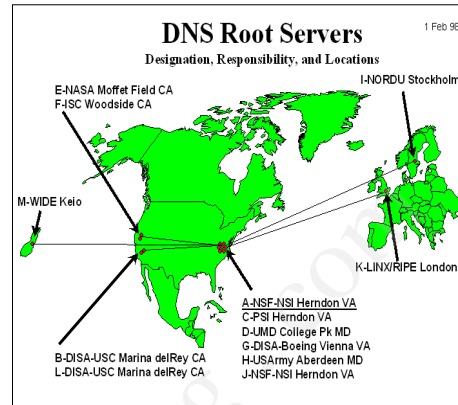 DNS Root Servers
1 Feb 98
Designation, Responsibility, and Locations
E-NASA Moffet Field CA
F-ISC Woodside CA
I-NORDU Stockholm
M-WIDE Keio
K-LINX/RIPE London
A-NSF-NSI Herndon VA
C-PSI Herndon VA
D-UMD College Pk MD
G-DISA-Boeing Vienna VA
H-USArmy Aberdeen MD
J-NSF-NSI Herndon VA
B-DISA-USC Marina delRey CA
L-DISA-USC Marina delRey CA